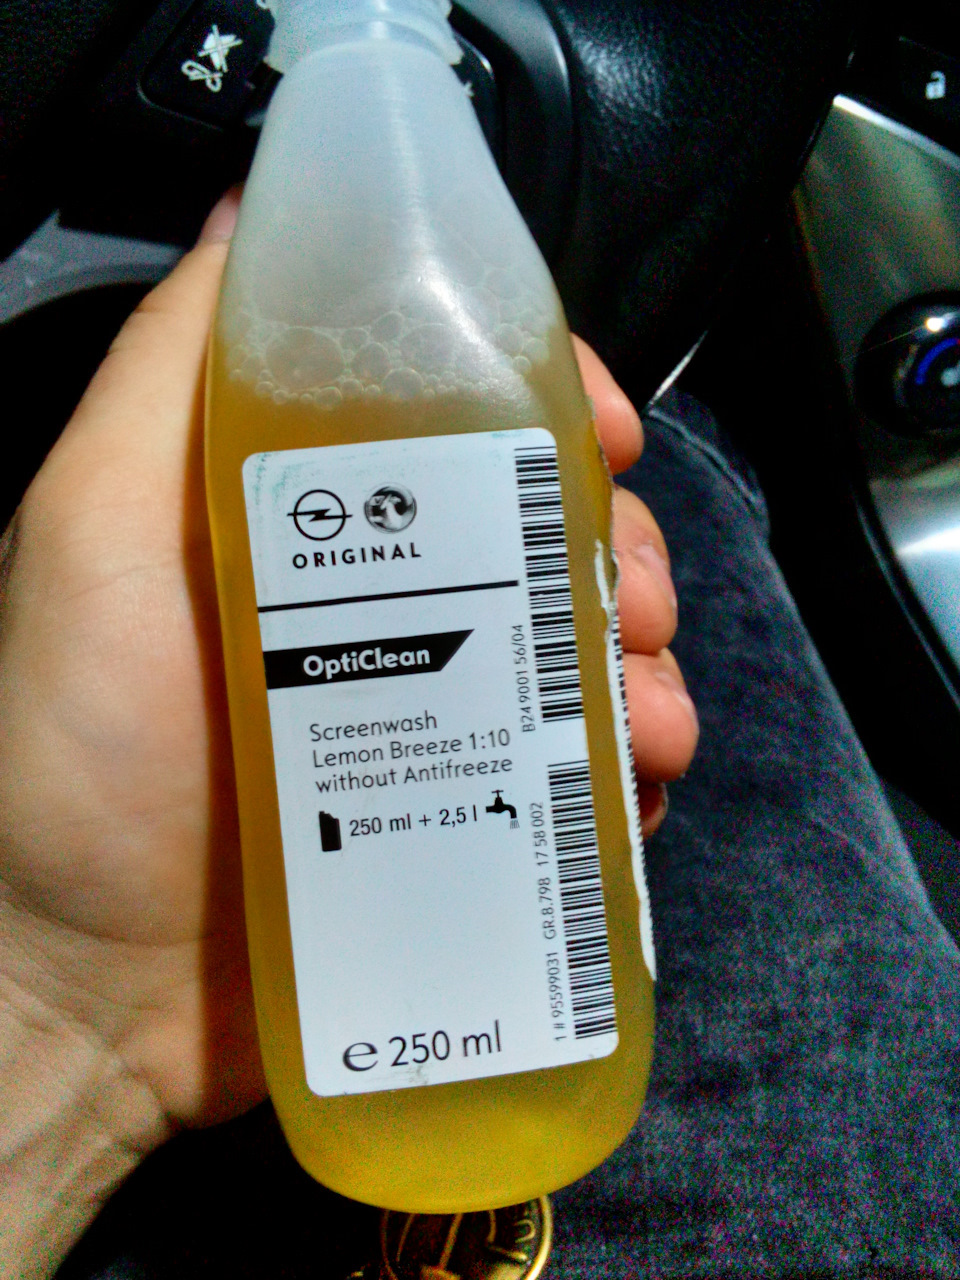 ORIGINAL
OptiClean
Screenwash
Lemon Breeze 1:10
without Antifreeze
250 ml + 2,5 l
e 250 ml
B24 9001 56/04
1 # 95599031 GR.8.798 17 58 002